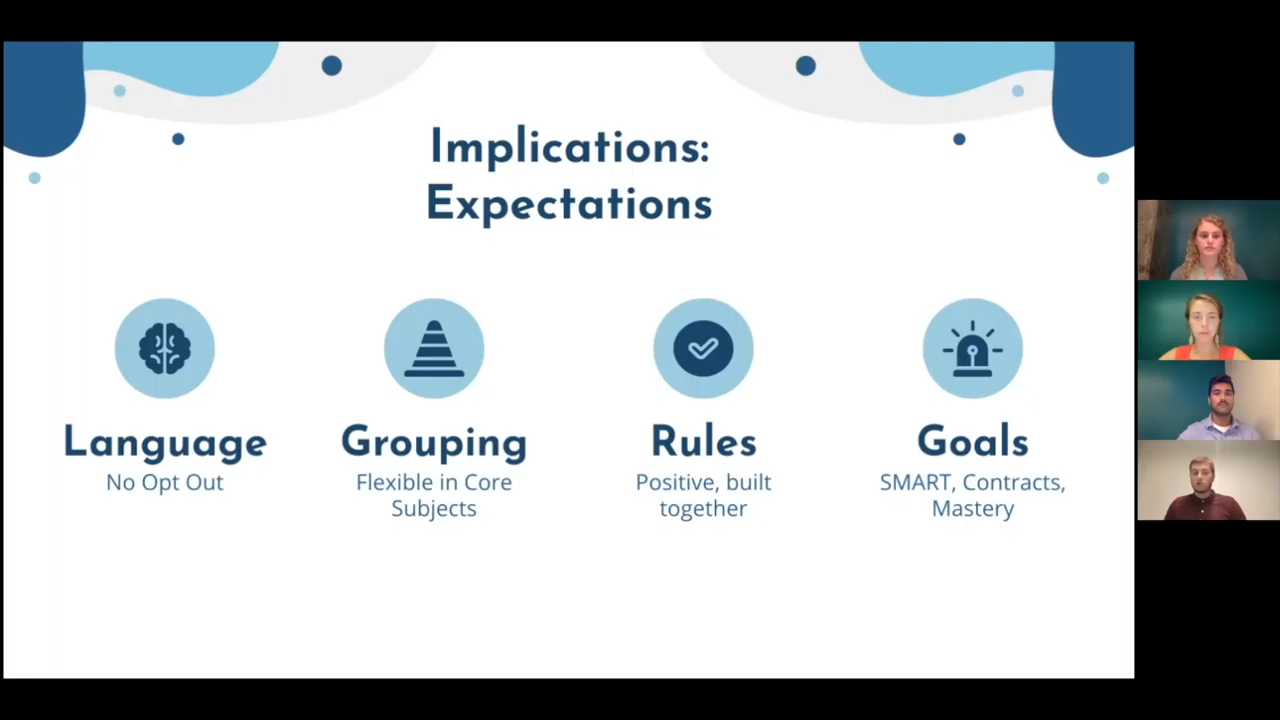 Implications:
Expectations
Language
No Opt Out
Grouping
Flexible in Core
Subjects
Rules
Positive, built
together
Goals
SMART, Contracts,
Mastery